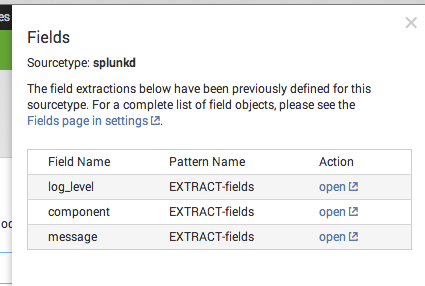 es
×
Fields
Sourcetype: splunkd
The field extractions below have been previously defined for this
sourcetype. For a complete list of field objects, please see the
Fields page in settings.
Field Name Pattern Name Action
log_level EXTRACT-fields open
component EXTRACT-fields open
oc
message EXTRACT-fields open